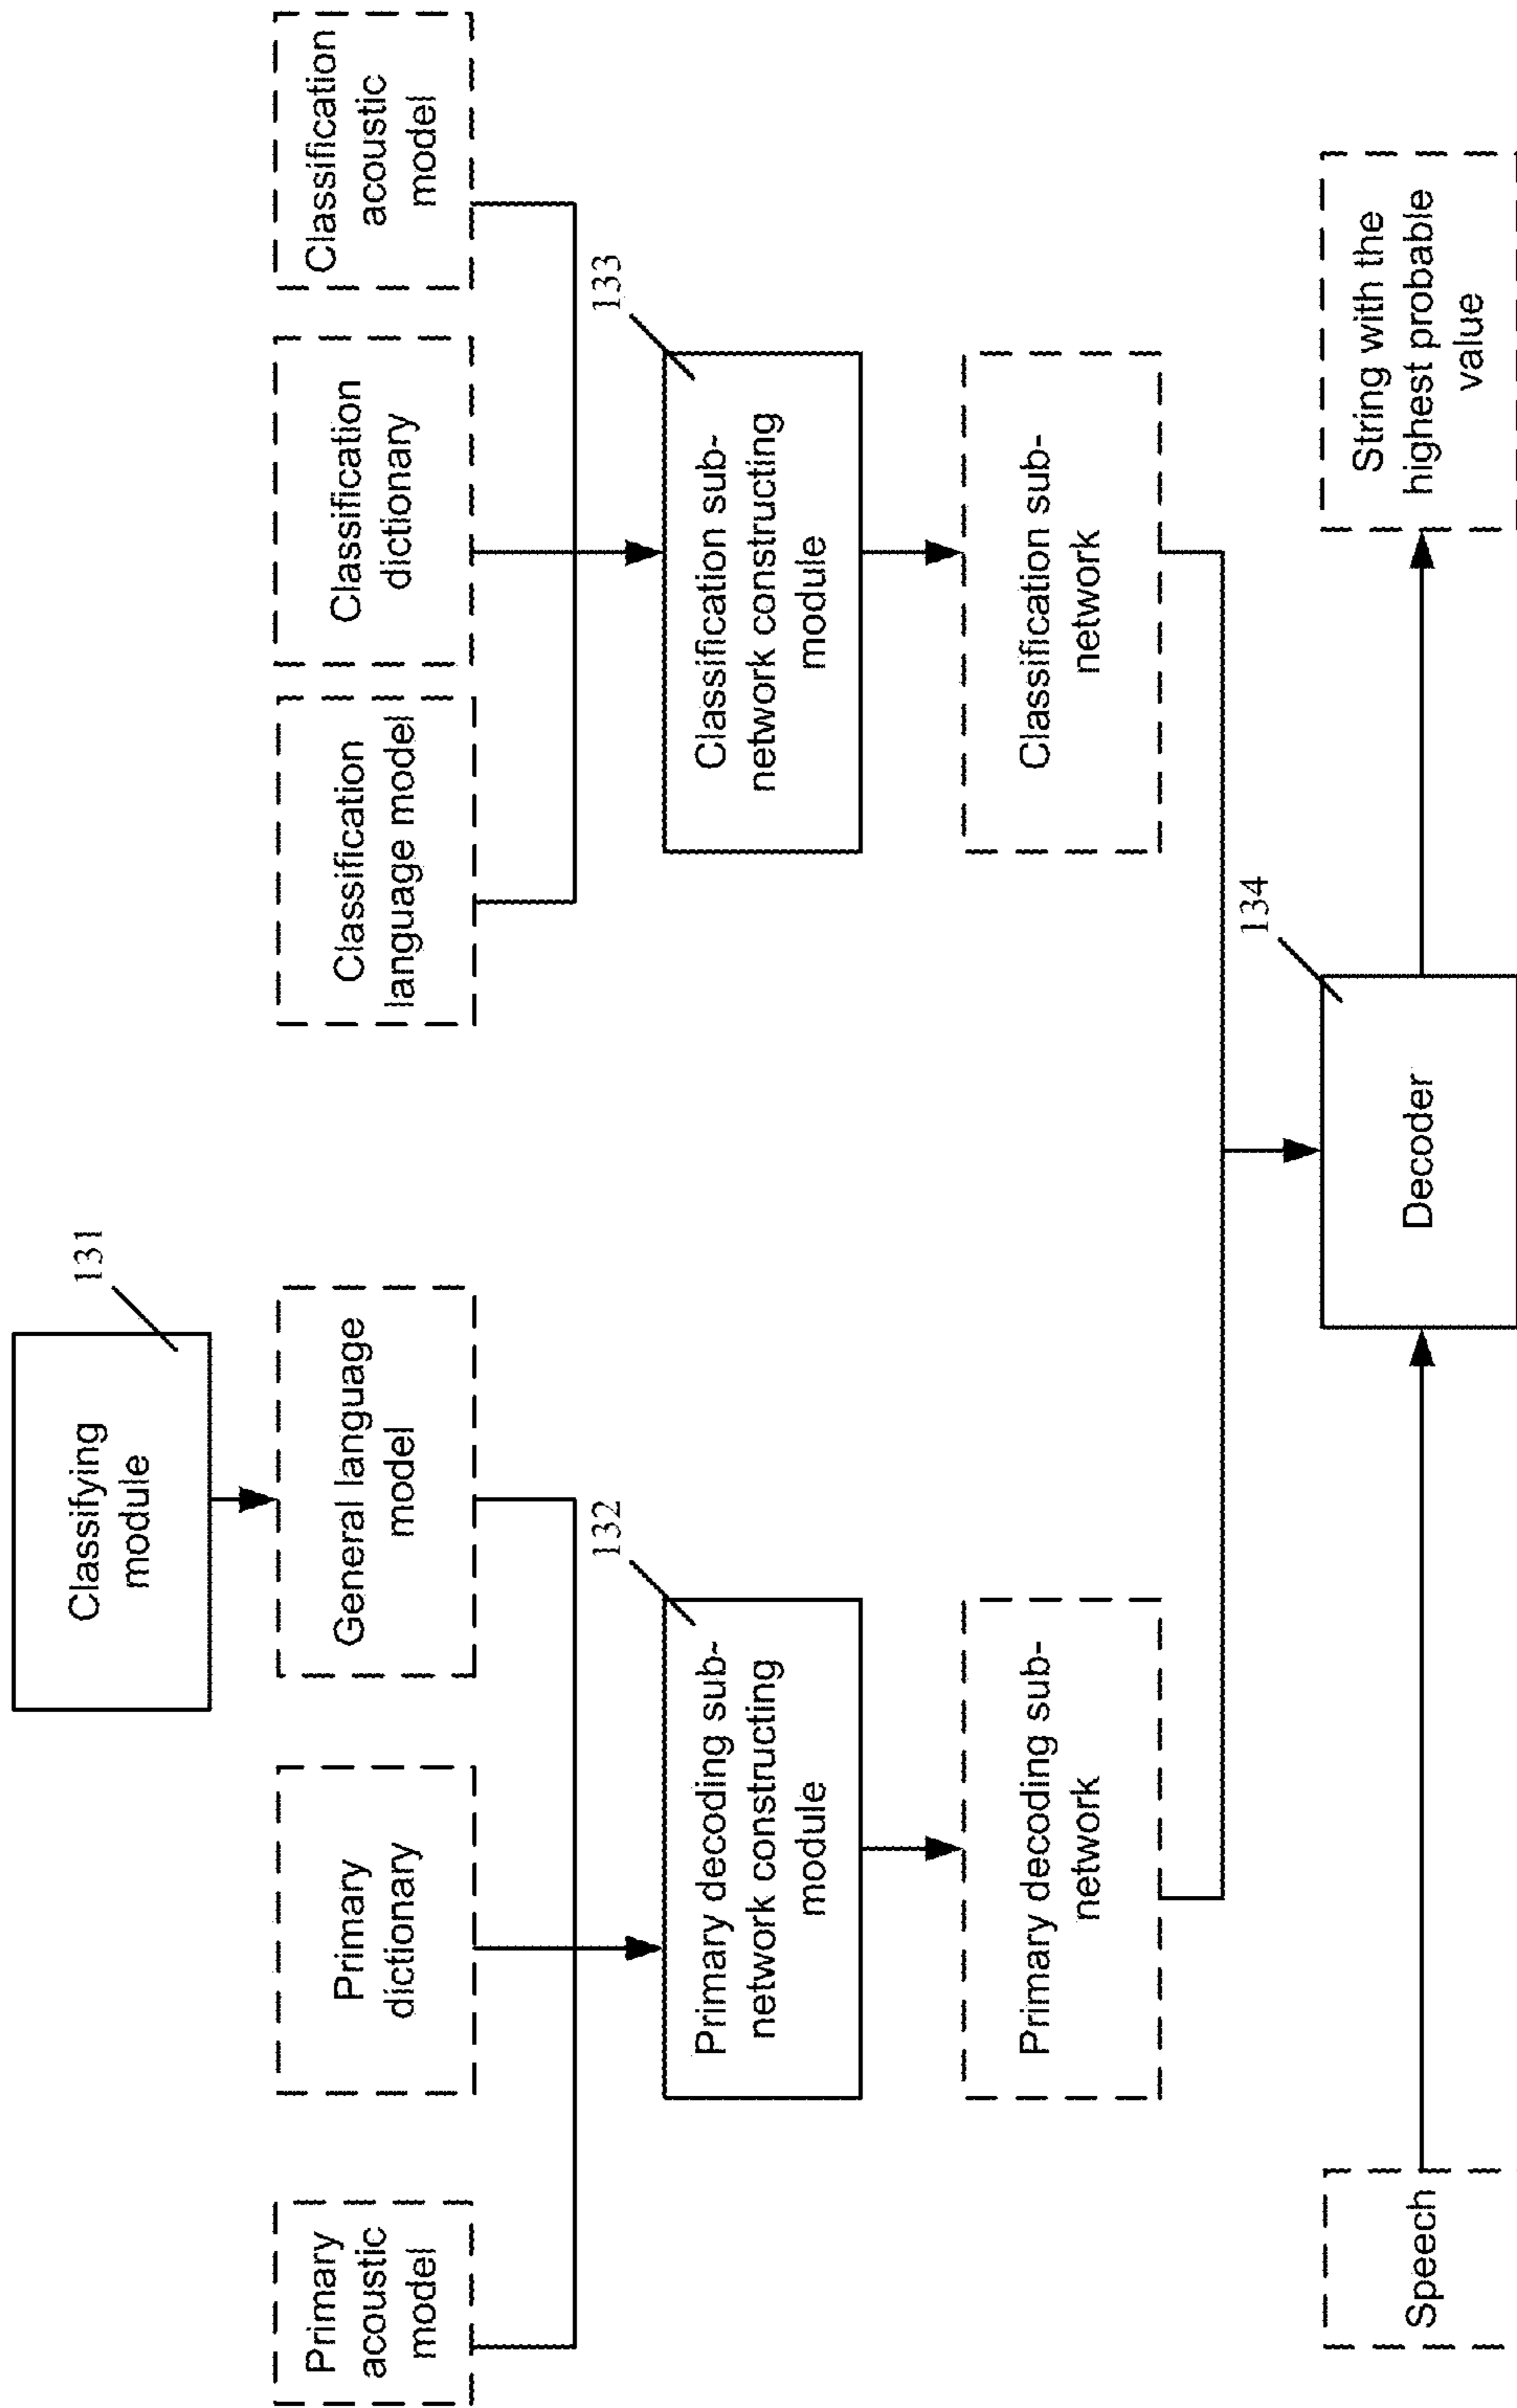 131
Classifying
module
Primary
acoustic
model
Primary
dictionary
General language
model
Classification
language model
Classification
dictionary
Classification
acoustic
model
132
Primary decoding sub-
network constructing
module
133
Classification sub-
network constructing
module
Primary decoding sub-
network
Classification sub-
network
134
Speech
Decoder
String with the
highest probable
value